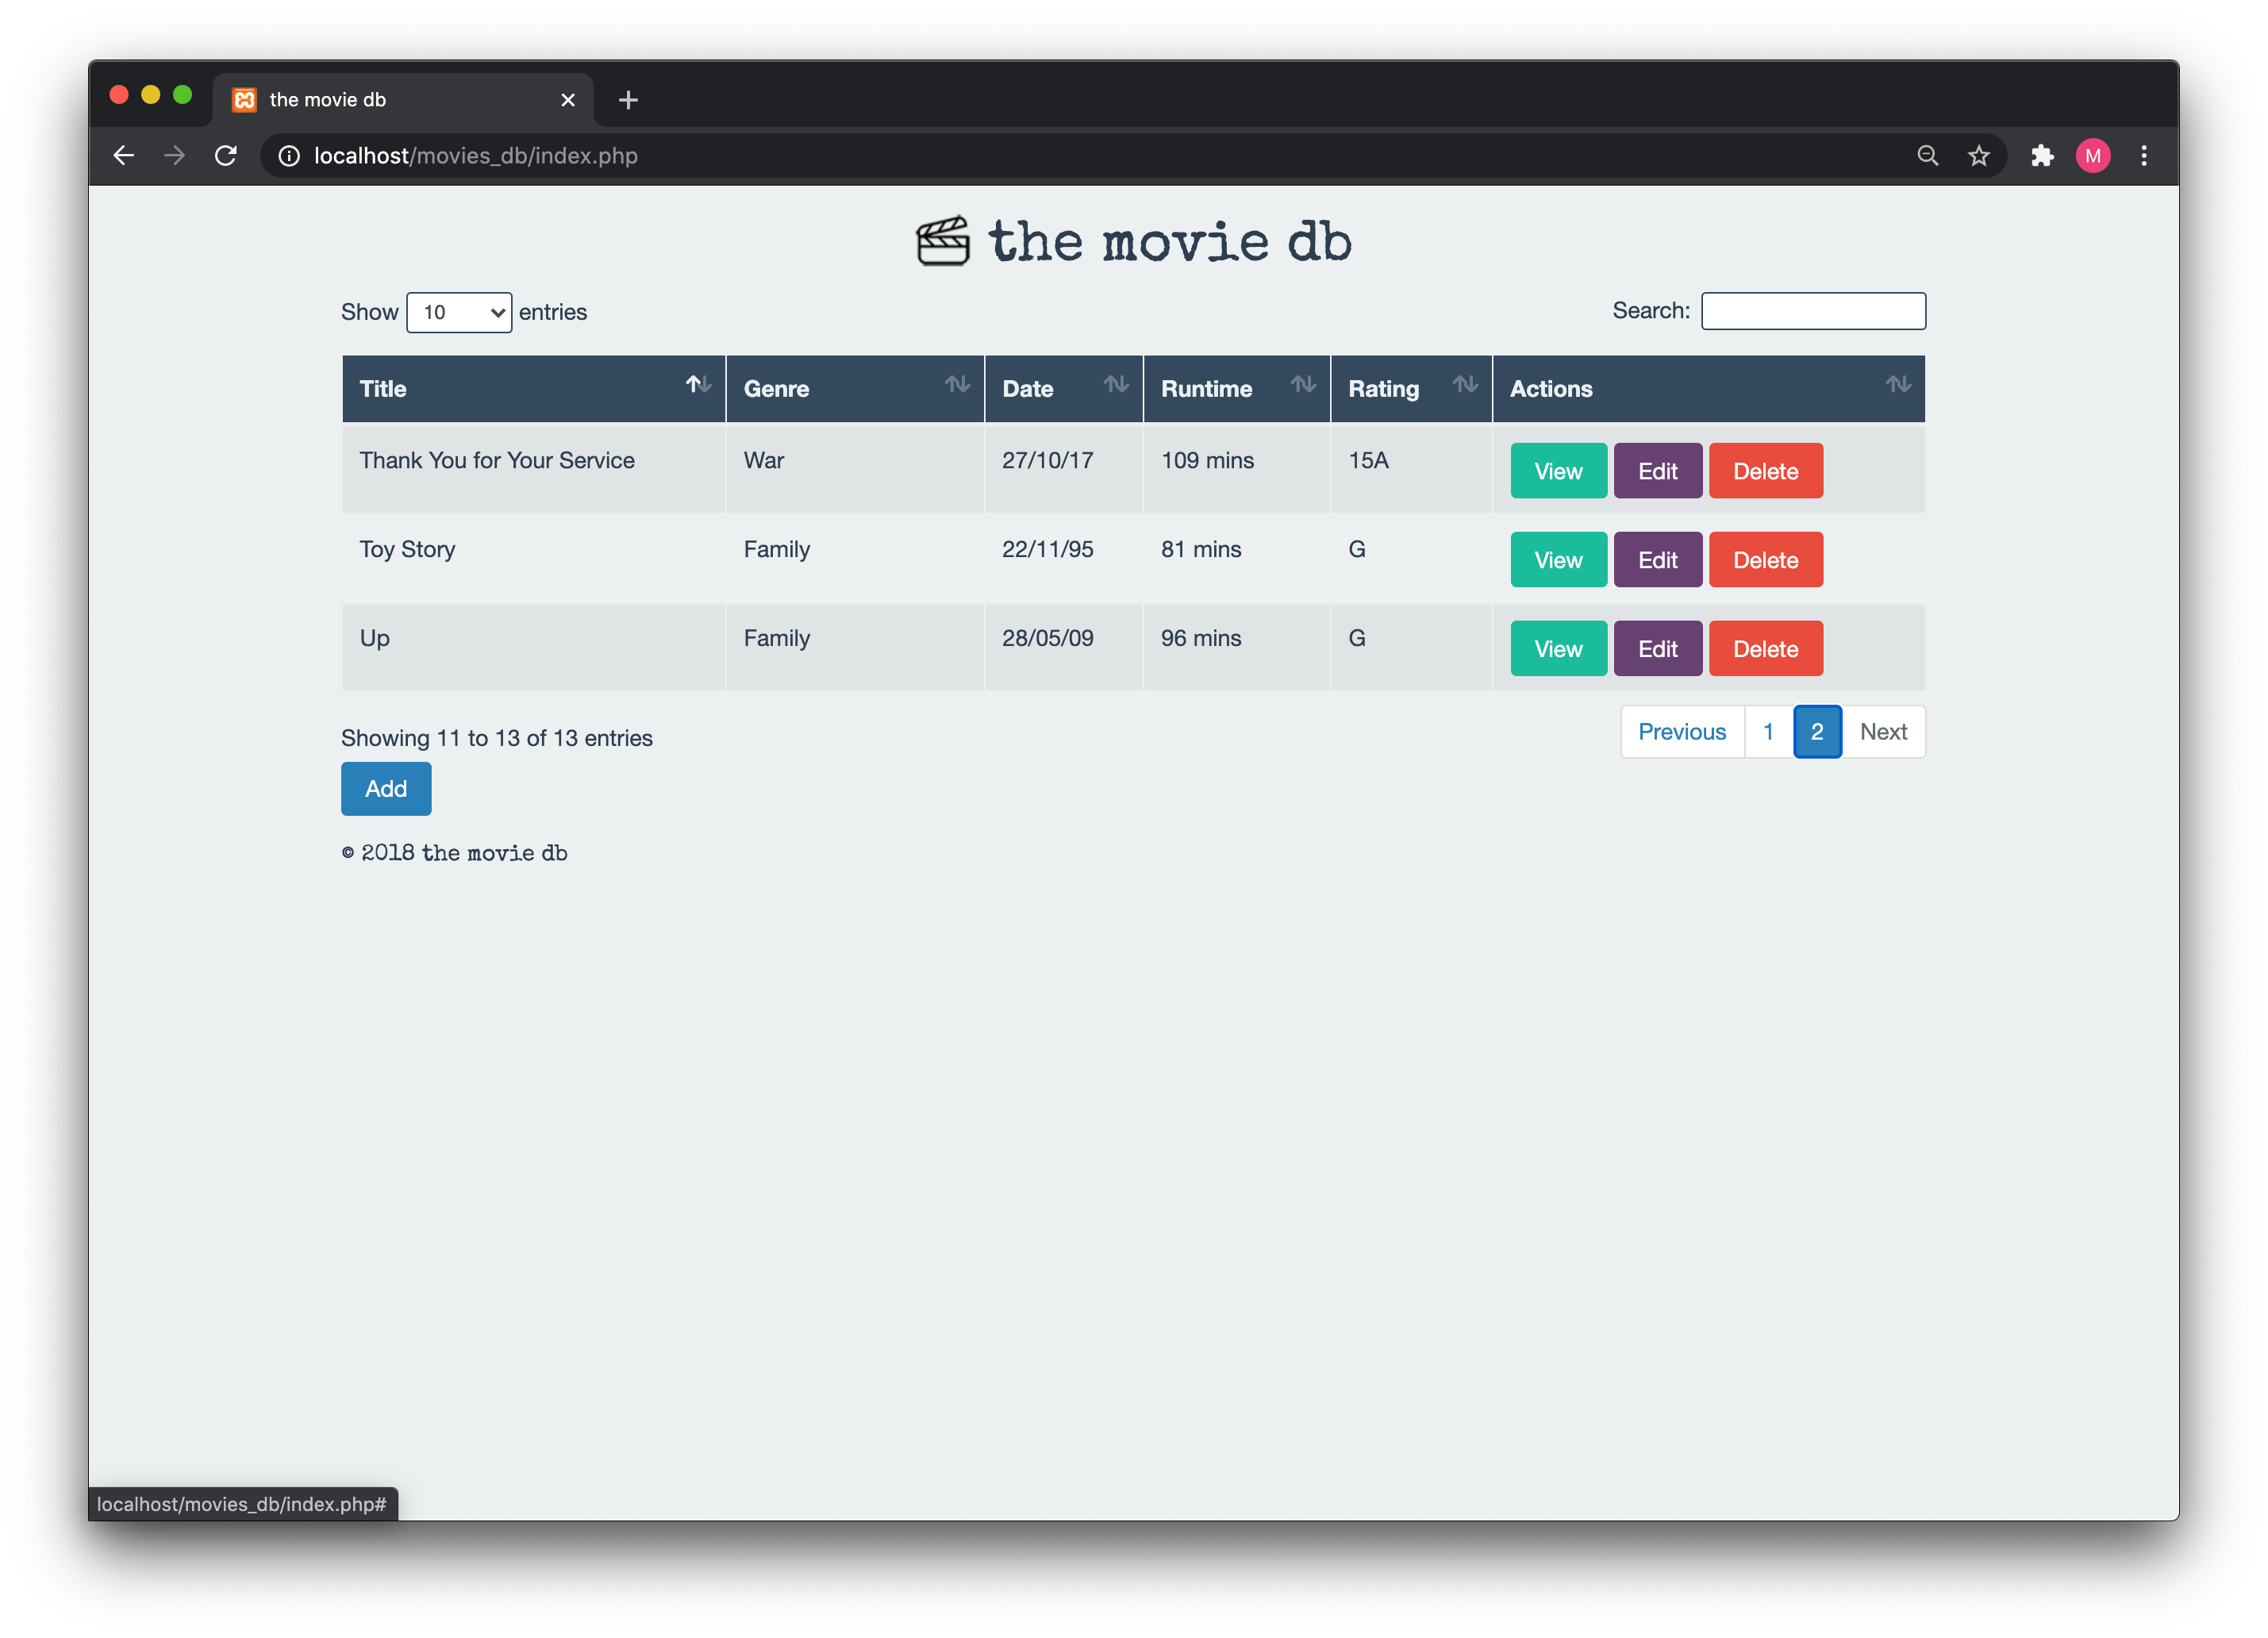 the movie db
localhost/movies_db/index.php
M
the movie db
Show 10 entries
Search:
Title Genre Date Runtime Rating Actions
Thank You for Your Service War 27/10/17 109 mins 15A View Edit Delete
Toy Story Family 22/11/95 81 mins G View Edit Delete
Up Family 28/05/09 96 mins G View Edit Delete
Showing 11 to 13 of 13 entries
Previous 1 2 Next
Add
© 2018 the movie db
localhost/movies_db/index.php#